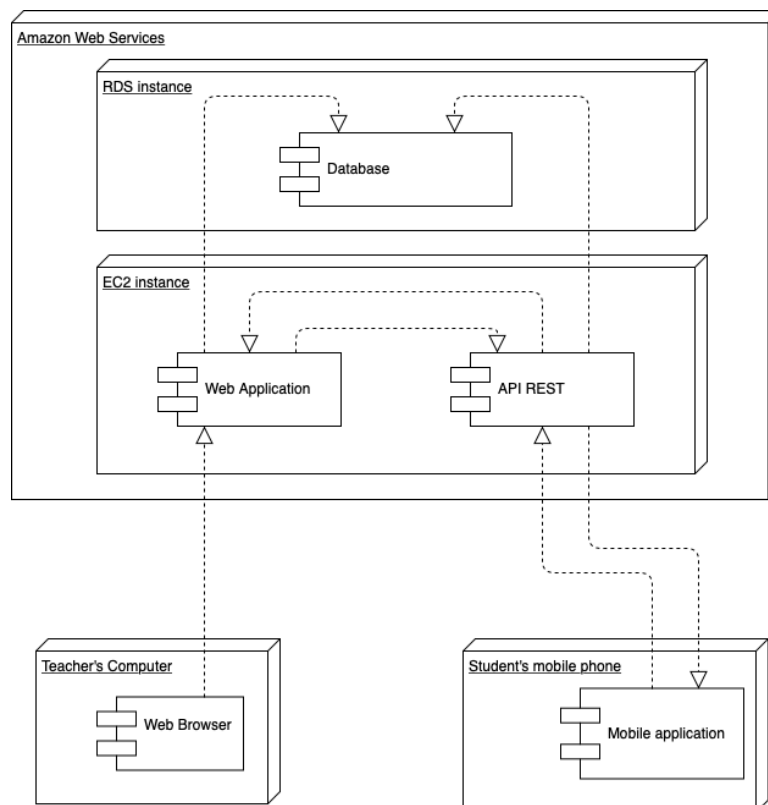 Amazon Web Services
RDS instance
Database
EC2 instance
Web Application
API REST
Teacher's Computer
Web Browser
Student's mobile phone
Mobile application